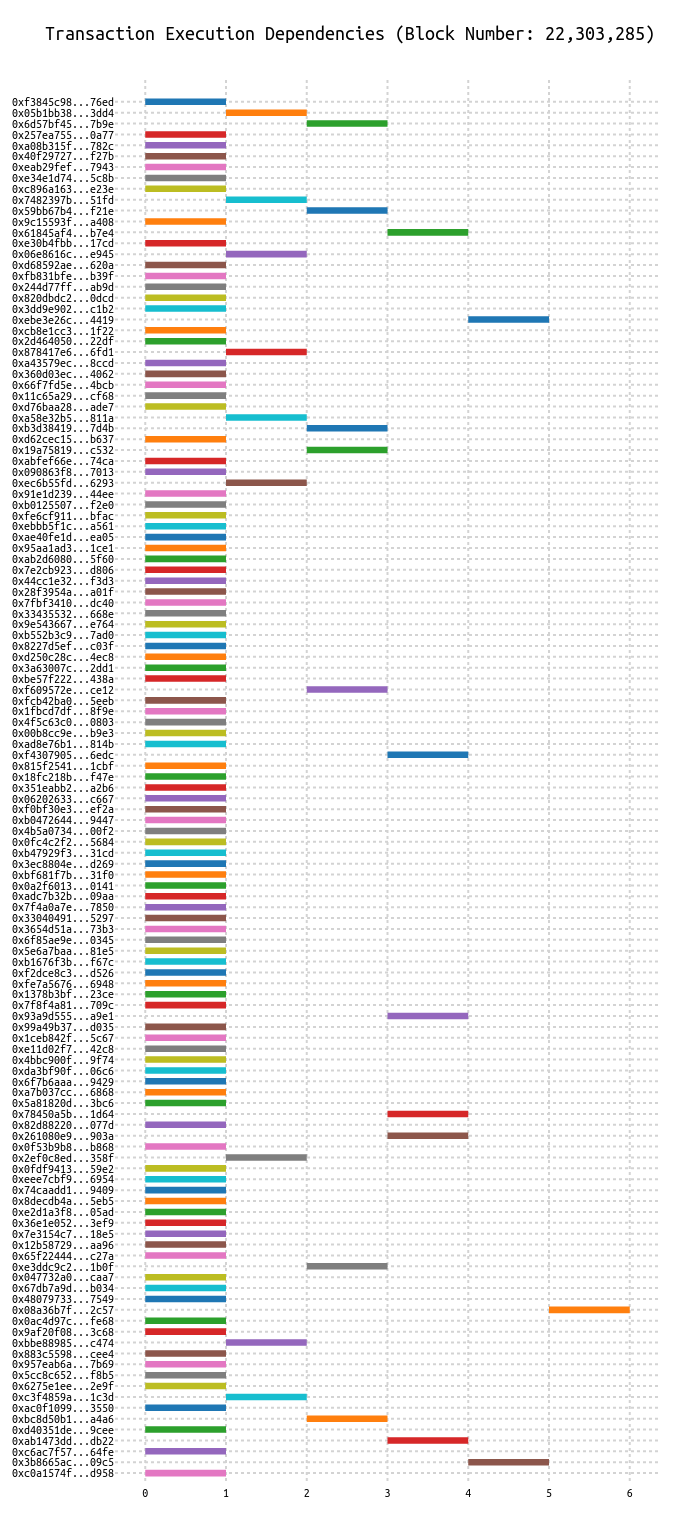 Transaction Execution Dependencies (Block Number: 22,303,285)
0xf3845c98...76ed
0x05b1bb38...3dd4
0x6d57bf45...7b9e
0x257ea755...0a77
0xa08b315f...782c
0x40f29727...f27b
0xeab29fef...7943
0xe34e1d74...5c8b
0xc896a163...e23e
0x7482397b...51fd
0x59bb67b4...f21e
0x9c15593f...a408
0x61845af4...b7e4
0xe30b4fbb...17cd
0x06e8616c...e945
0xd68592ae...620a
0xfb831bfe...b39f
0x244d77ff...ab9d
0x820dbdc2...0dcd
0x3dd9e902...c1b2
0xebe3e26c...4419
0xcb8e1cc3...1f22
0x2d464050...22df
0x878417e6...6fd1
0xa43579ec...8ccd
0x360d03ec...4062
0x66f7fd5e...4bcb
0x11c65a29...cf68
0xd76baa28...ade7
0xa58e32b5...811a
0xb3d38419...7d4b
0xd62cec15...b637
0x19a75819...c532
0xabfef66e...74ca
0x090863f8...7013
0xec6b55fd...6293
0x91e1d239...44ee
0xb0125507...f2e0
0xfe6cf911...bfac
0xebbb5f1c...a561
0xae40fe1d...ea05
0x95aa1ad3...1ce1
0xab2d6080...5f60
0x7e2cb923...d806
0x44cc1e32...f3d3
0x28f3954a...a01f
0x7fbf3410...dc40
0x33435532...668e
0x9e543667...e764
0xb552b3c9...7ad0
0x8227d5ef...c03f
0xd250c28c...4ec8
0x3a63007c...2dd1
0xbe57f222...438a
0xf609572e...ce12
0xfcb42ba0...5eeb
0x1fbcd7df...8f9e
0x4f5c63c0...0803
0x00b8cc9e...b9e3
0xad8e76b1...814b
0xf4307905...6edc
0x815f2541...1cbf
0x18fc218b...f47e
0x351eabb2...a2b6
0x06202633...c667
0xf0bf30e3...ef2a
0xb0472644...9447
0x4b5a0734...00f2
0x0fc4c2f2...5684
0xb47929f3...31cd
0x3ec8804e...d269
0xbf681f7b...31f0
0x0a2f6013...0141
0xadc7b32b...09aa
0x7f4a0a7e...7850
0x33040491...5297
0x3654d51a...73b3
0x6f85ae9e...0345
0x5e6a7baa...81e5
0xb1676f3b...f67c
0xf2dce8c3...d526
0xfe7a5676...6948
0x1378b3bf...23ce
0x7f8f4a81...709c
0x93a9d555...a9e1
0x99a49b37...d035
0x1ceb842f...5c67
0xe11d02f7...42c8
0x4bbc900f...9f74
0xda3bf90f...06c6
0x6f7b6aaa...9429
0xa7b037cc...6868
0x5a81820d...3bc6
0x78450a5b...1d64
0x82d88220...077d
0x261080e9...903a
0x0f53b9b8...b868
0x2ef0c8ed...358f
0x0fdf9413...59e2
0xeee7cbf9...6954
0x74caadd1...9409
0x8decdb4a...5eb5
0xe2d1a3f8...05ad
0x36e1e052...3ef9
0x7e3154c7...18e5
0x12b58729...aa96
0x65f22444...c27a
0xe3ddc9c2...1b0f
0x047732a0...caa7
0x67db7a9d...b034
0x48079733...7549
0x08a36b7f...2c57
0x0ac4d97c...fe68
0x9af20f08...3c68
0xbbe88985...c474
0x883c5598...cee4
0x957eab6a...7b69
0x5cc8c652...f8b5
0x6275e1ee...2e9f
0xc3f4859a...1c3d
0xac0f1099...3550
0xbc8d50b1...a4a6
0xd40351de...9cee
0xab1473dd...db22
0xc6ac7f57...64fe
0x3b8665ac...09c5
0xc0a1574f...d958
0 1 2 3 4 5 6